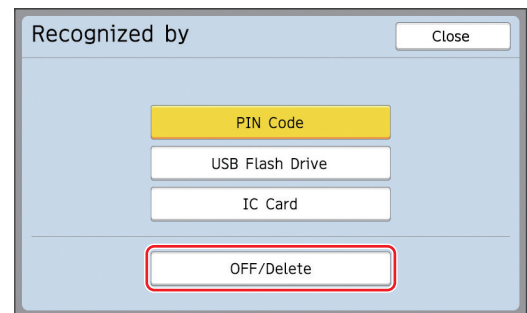 Recognized by
Close
PIN Code
USB Flash Drive
IC Card
OFF/Delete